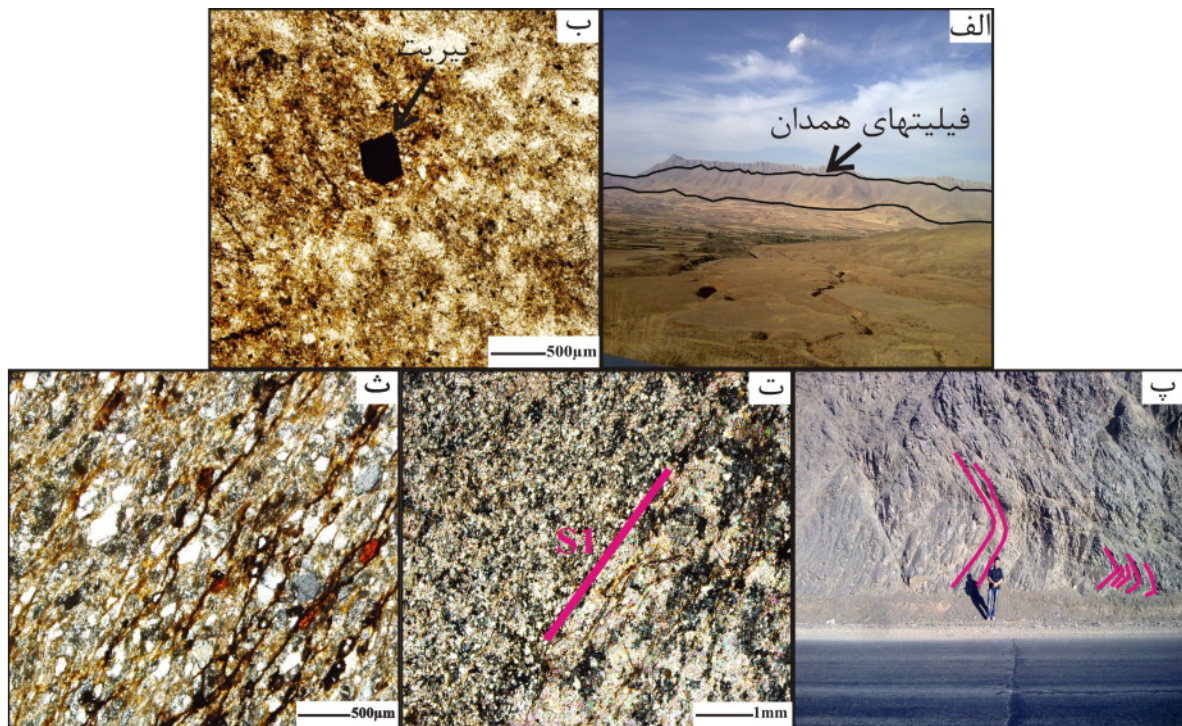 الف
فیلیتهای همدان
ب
پیریت
500µm
پ
ت
S1
1mm
ث
500µm